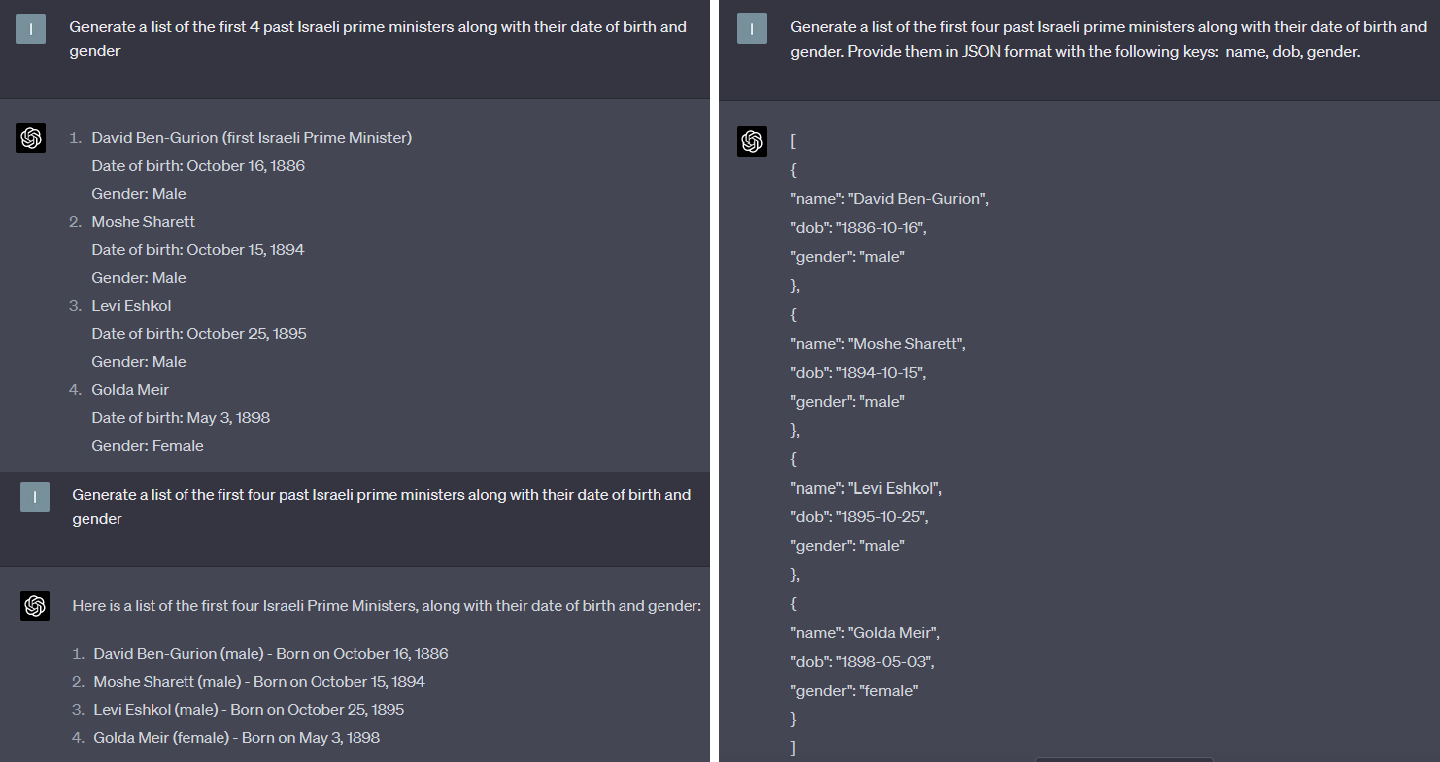 I
Generate a list of the first 4 past Israeli prime ministers along with their date of birth and
gender
1. David Ben-Gurion (first Israeli Prime Minister)
Date of birth: October 16, 1886
Gender: Male
2. Moshe Sharett
Date of birth: October 15, 1894
Gender: Male
3. Levi Eshkol
Date of birth: October 25, 1895
Gender: Male
4. Golda Meir
Date of birth: May 3, 1898
Gender: Female
I
Generate a list of the first four past Israeli prime ministers along with their date of birth and
gender
Here is a list of the first four Israeli Prime Ministers, along with their date of birth and gender:
1. David Ben-Gurion (male) - Born on October 16, 1886
2. Moshe Sharett (male) - Born on October 15, 1894
3. Levi Eshkol (male) - Born on October 25, 1895
4. Golda Meir (female) - Born on May 3, 1898
I
Generate a list of the first four past Israeli prime ministers along with their date of birth and
gender. Provide them in JSON format with the following keys: name, dob, gender.
[
{
"name": "David Ben-Gurion",
"dob": "1886-10-16",
"gender": "male"
},
{
"name": "Moshe Sharett",
"dob": "1894-10-15",
"gender": "male"
},
{
"name": "Levi Eshkol",
"dob": "1895-10-25",
"gender": "male"
},
{
"name": "Golda Meir",
"dob": "1898-05-03",
"gender": "female"
}
]